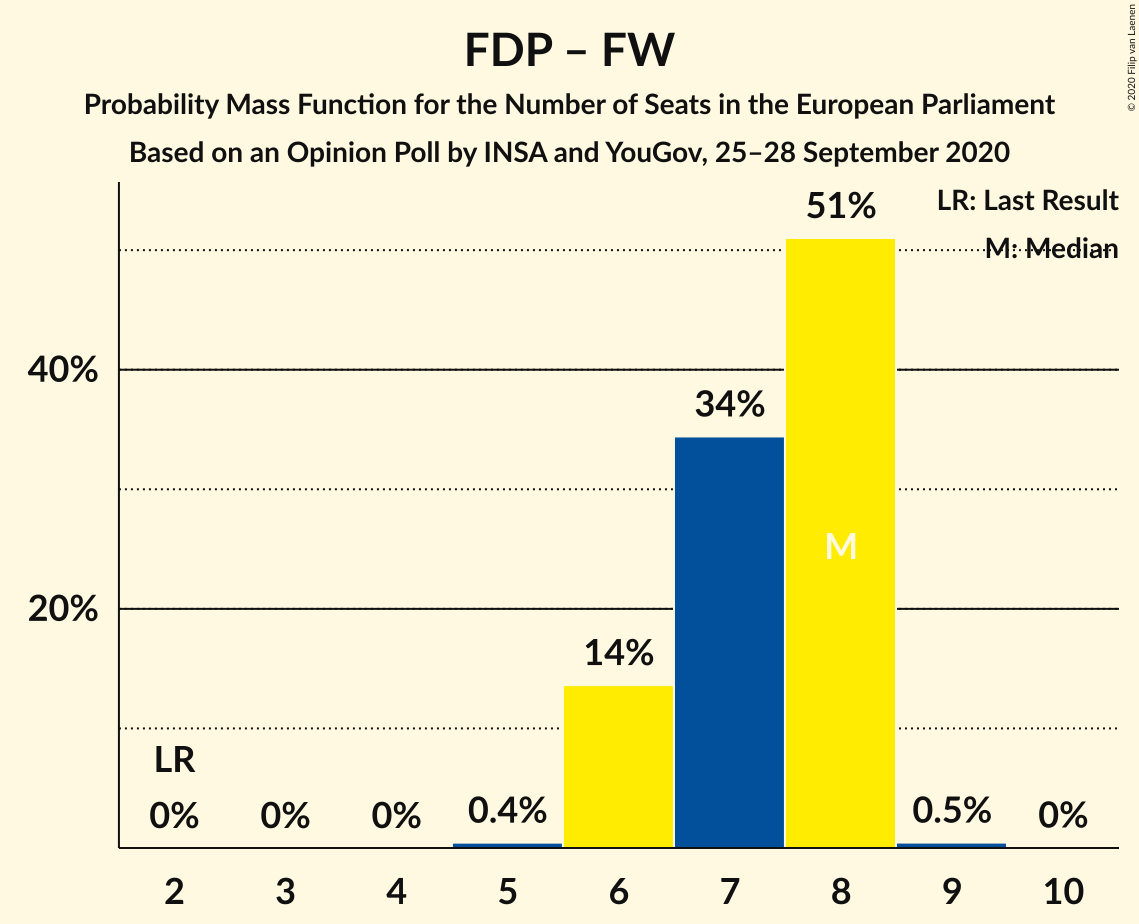 FDP – FW
Probability Mass Function for the Number of Seats in the European Parliament
Based on an Opinion Poll by INSA and YouGov, 25–28 September 2020
© 2020 Filip van Laenen
LR: Last Result
M: Median
51%
40%
34%
M
20%
14%
LR
0% 0% 0% 0.4% 0.5% 0%
2 3 4 5 6 7 8 9 10